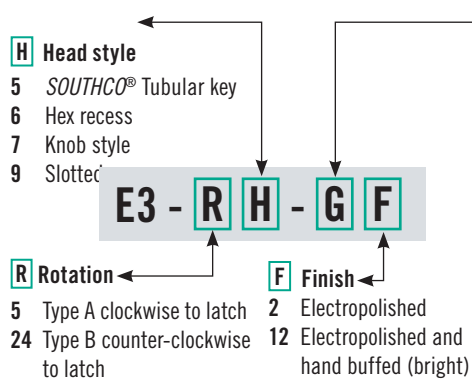 H Head style
5 SOUTHCO® Tubular key
6 Hex recess
7 Knob style
9 Slotted
E3 - R H - G F
R Rotation
5 Type A clockwise to latch
24 Type B counter-clockwise
to latch
F Finish
2 Electropolished
12 Electropolished and
hand buffed (bright)